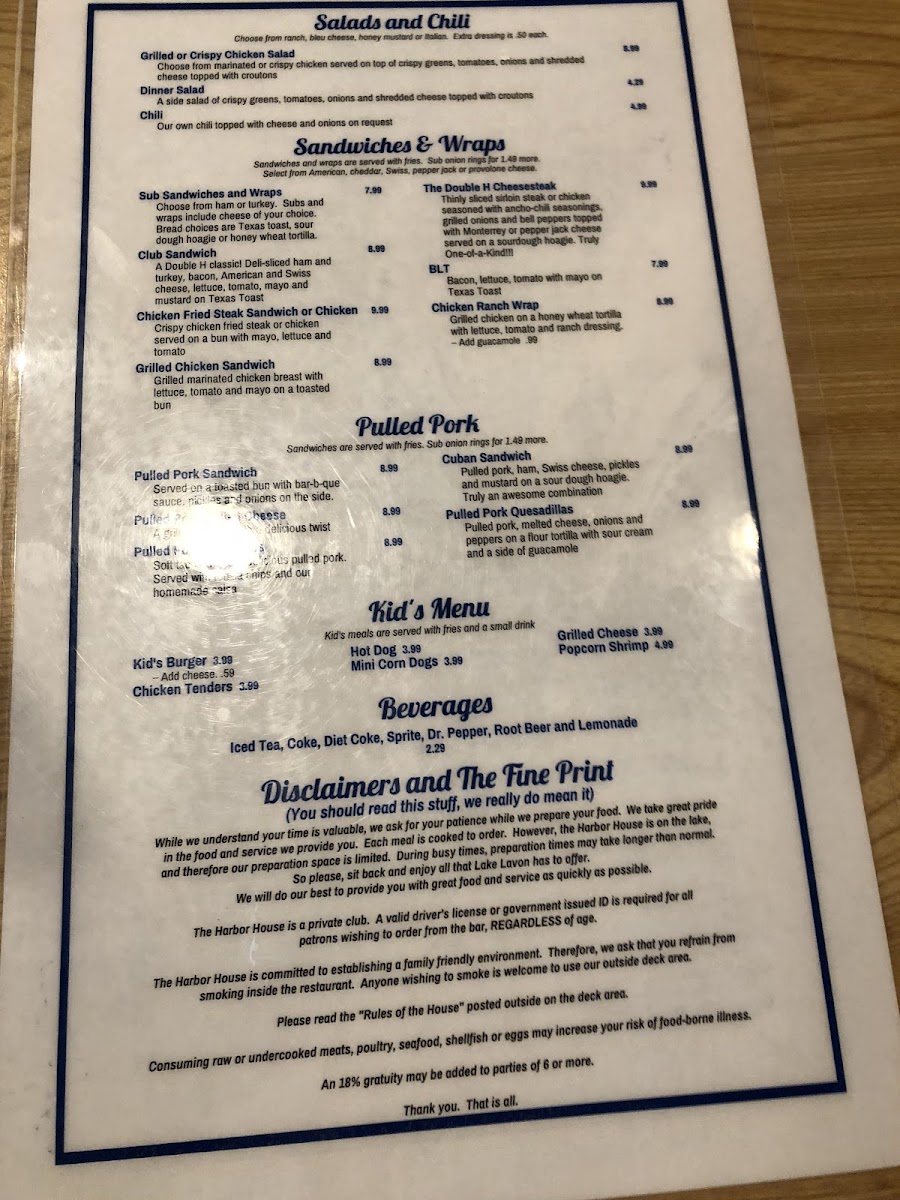 Salads and Chili
Choose from ranch, bleu cheese, honey mustard or Italian. Extra dressing is .50 each.
Grilled or Crispy Chicken Salad 8.99
Choose from marinated or crispy chicken served on top of crispy greens, tomatoes, onions and shredded
cheese topped with croutons
Dinner Salad 4.29
A side salad of crispy greens, tomatoes, onions and shredded cheese topped with croutons
Chili 4.99
Our own chili topped with cheese and onions on request
Sandwiches & Wraps
Sandwiches and wraps are served with fries. Sub onion rings for 1.49 more.
Select from American, cheddar, Swiss, pepper jack or provolone cheese.
Sub Sandwiches and Wraps 7.99
Choose from ham or turkey. Subs and
wraps include cheese of your choice.
Bread choices are Texas toast, sour
dough hoagie or honey wheat tortilla.
Club Sandwich 8.99
A Double H classic! Deli-sliced ham and
turkey, bacon, American and Swiss
cheese, lettuce, tomato, mayo and
mustard on Texas Toast
Chicken Fried Steak Sandwich or Chicken 9.99
Crispy chicken fried steak or chicken
served on a bun with mayo, lettuce and
tomato
Grilled Chicken Sandwich 8.99
Grilled marinated chicken breast with
lettuce, tomato and mayo on a toasted
bun
The Double H Cheesesteak 9.99
Thinly sliced sirloin steak or chicken
seasoned with ancho-chili seasonings,
grilled onions and bell peppers topped
with Monterrey or pepper jack cheese
served on a sourdough hoagie. Truly
One-of-a-Kind!!!
BLT 7.99
Bacon, lettuce, tomato with mayo on
Texas Toast
Chicken Ranch Wrap 8.99
Grilled chicken on a honey wheat tortilla
with lettuce, tomato and ranch dressing.
– Add guacamole .99
Pulled Pork
Sandwiches are served with fries. Sub onion rings for 1.49 more.
Pulled Pork Sandwich 8.99
Served on a toasted bun with bar-b-que
sauce, pickles and onions on the side.
Pulled Cheese 8.99
A delicious twist
Pulled 8.99
Soft pulled pork.
Served with chips and our
homemade salsa
Cuban Sandwich 8.99
Pulled pork, ham, Swiss cheese, pickles
and mustard on a sour dough hoagie.
Truly an awesome combination
Pulled Pork Quesadillas 8.99
Pulled pork, melted cheese, onions and
peppers on a flour tortilla with sour cream
and a side of guacamole
Kid's Menu
Kid's meals are served with fries and a small drink
Kid's Burger 3.99
– Add cheese. .59
Chicken Tenders 3.99
Hot Dog 3.99
Mini Corn Dogs 3.99
Grilled Cheese 3.99
Popcorn Shrimp 4.99
Beverages
Iced Tea, Coke, Diet Coke, Sprite, Dr. Pepper, Root Beer and Lemonade
2.29
Disclaimers and The Fine Print
(You should read this stuff, we really do mean it)
While we understand your time is valuable, we ask for your patience while we prepare your food. We take great pride
in the food and service we provide you. Each meal is cooked to order. However, the Harbor House is on the lake,
and therefore our preparation space is limited. During busy times, preparation times may take longer than normal.
So please, sit back and enjoy all that Lake Lavon has to offer.
We will do our best to provide you with great food and service as quickly as possible.
The Harbor House is a private club. A valid driver's license or government issued ID is required for all
patrons wishing to order from the bar, REGARDLESS of age.
The Harbor House is committed to establishing a family friendly environment. Therefore, we ask that you refrain from
smoking inside the restaurant. Anyone wishing to smoke is welcome to use our outside deck area.
Please read the "Rules of the House" posted outside on the deck area.
Consuming raw or undercooked meats, poultry, seafood, shellfish or eggs may increase your risk of food-borne illness.
An 18% gratuity may be added to parties of 6 or more.
Thank you. That is all.